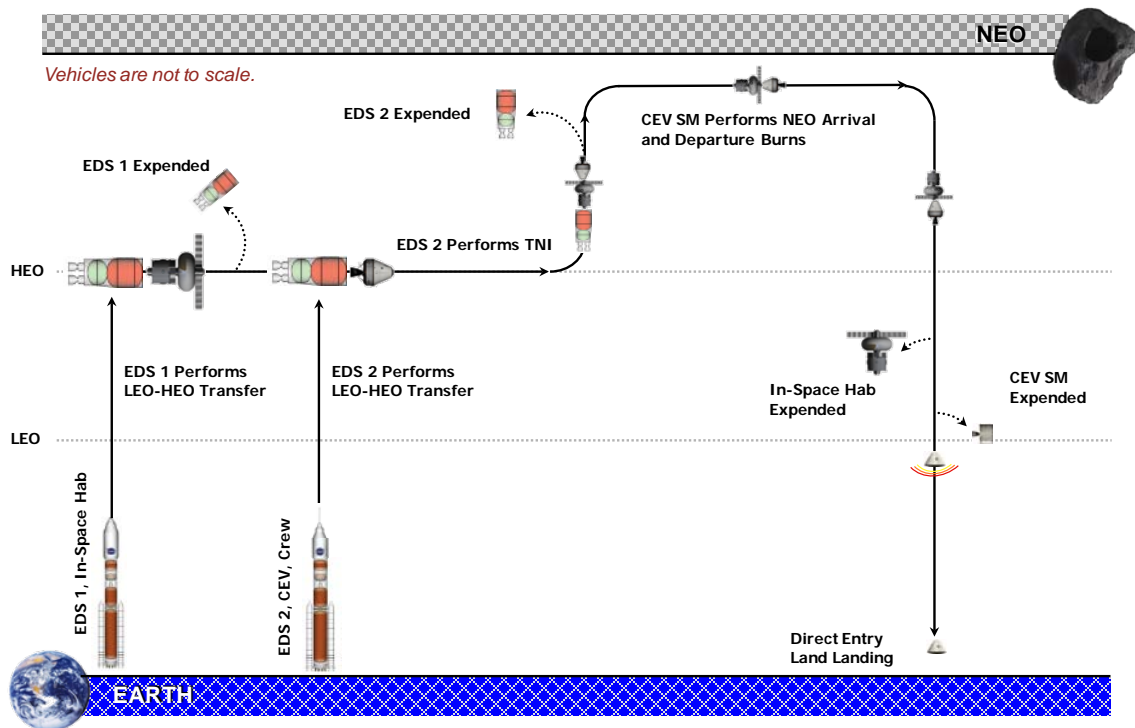 NEO
Vehicles are not to scale.
EDS 2 Expended
CEV SM Performs NEO Arrival
and Departure Burns
EDS 1 Expended
EDS 2 Performs TNI
HEO
EDS 1 Performs
LEO-HEO Transfer
EDS 2 Performs
LEO-HEO Transfer
In-Space Hab
Expended
CEV SM
Expended
LEO
EDS 1, In-Space Hab
EDS 2, CEV, Crew
Direct Entry
Land Landing
EARTH